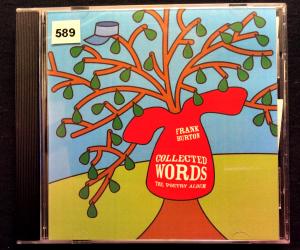 589
FRANK
BURTON
COLLECTED
WORDS
THE POETRY ALBUM